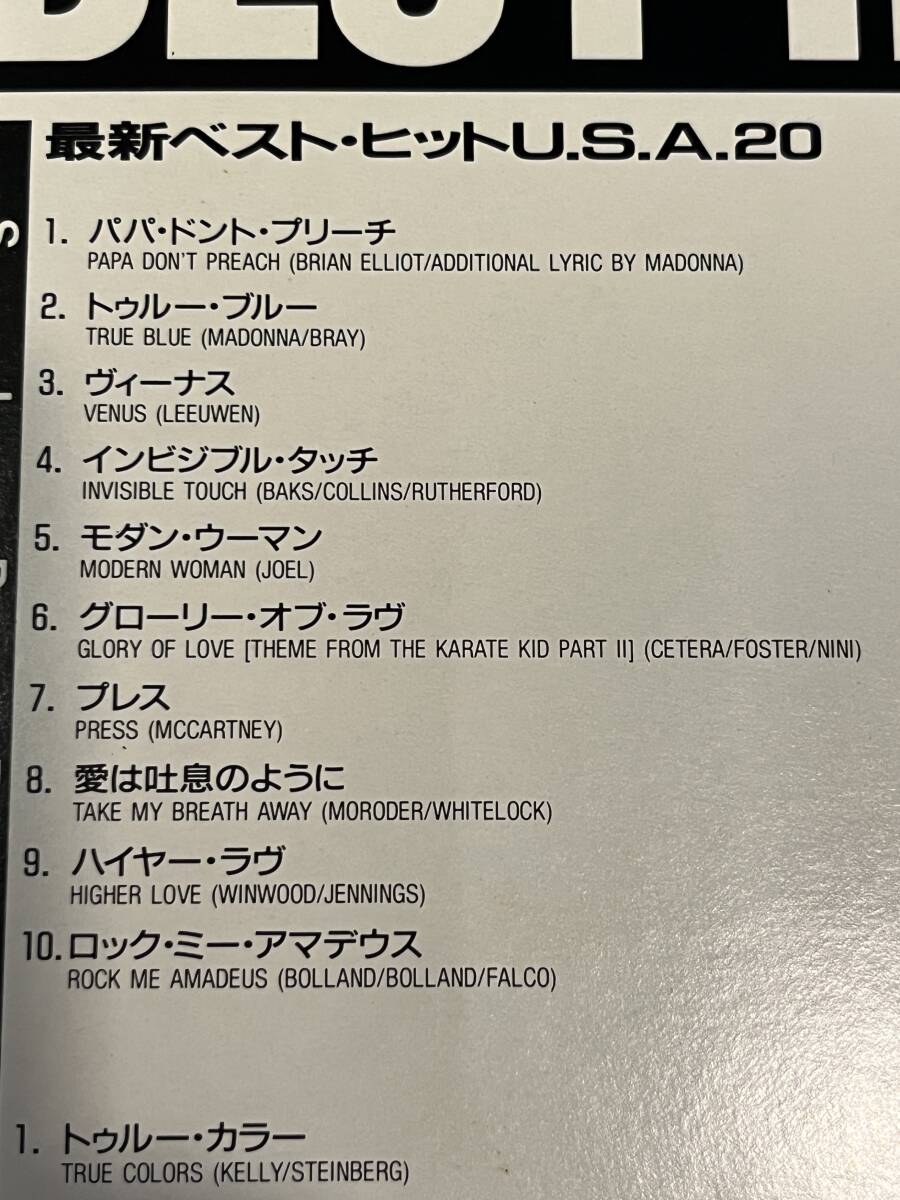 最新ベスト・ヒットU.S.A.20
1. パパ・ドント・プリーチ
PAPA DON'T PREACH (BRIAN ELLIOT/ADDITIONAL LYRIC BY MADONNA)
2. トゥルー・ブルー
TRUE BLUE (MADONNA/BRAY)
3. ヴィーナス
VENUS (LEEUWEN)
4. インビジブル・タッチ
INVISIBLE TOUCH (BAKS/COLLINS/RUTHERFORD)
5. モダン・ウーマン
MODERN WOMAN (JOEL)
6. グローリー・オブ・ラヴ
GLORY OF LOVE [THEME FROM THE KARATE KID PART II] (CETERA/FOSTER/NINI)
7. プレス
PRESS (MCCARTNEY)
8. 愛は吐息のように
TAKE MY BREATH AWAY (MORODER/WHITELOCK)
9. ハイヤー・ラヴ
HIGHER LOVE (WINWOOD/JENNINGS)
10. ロック・ミー・アマデウス
ROCK ME AMADEUS (BOLLAND/BOLLAND/FALCO)
1. トゥルー・カラー
TRUE COLORS (KELLY/STEINBERG)